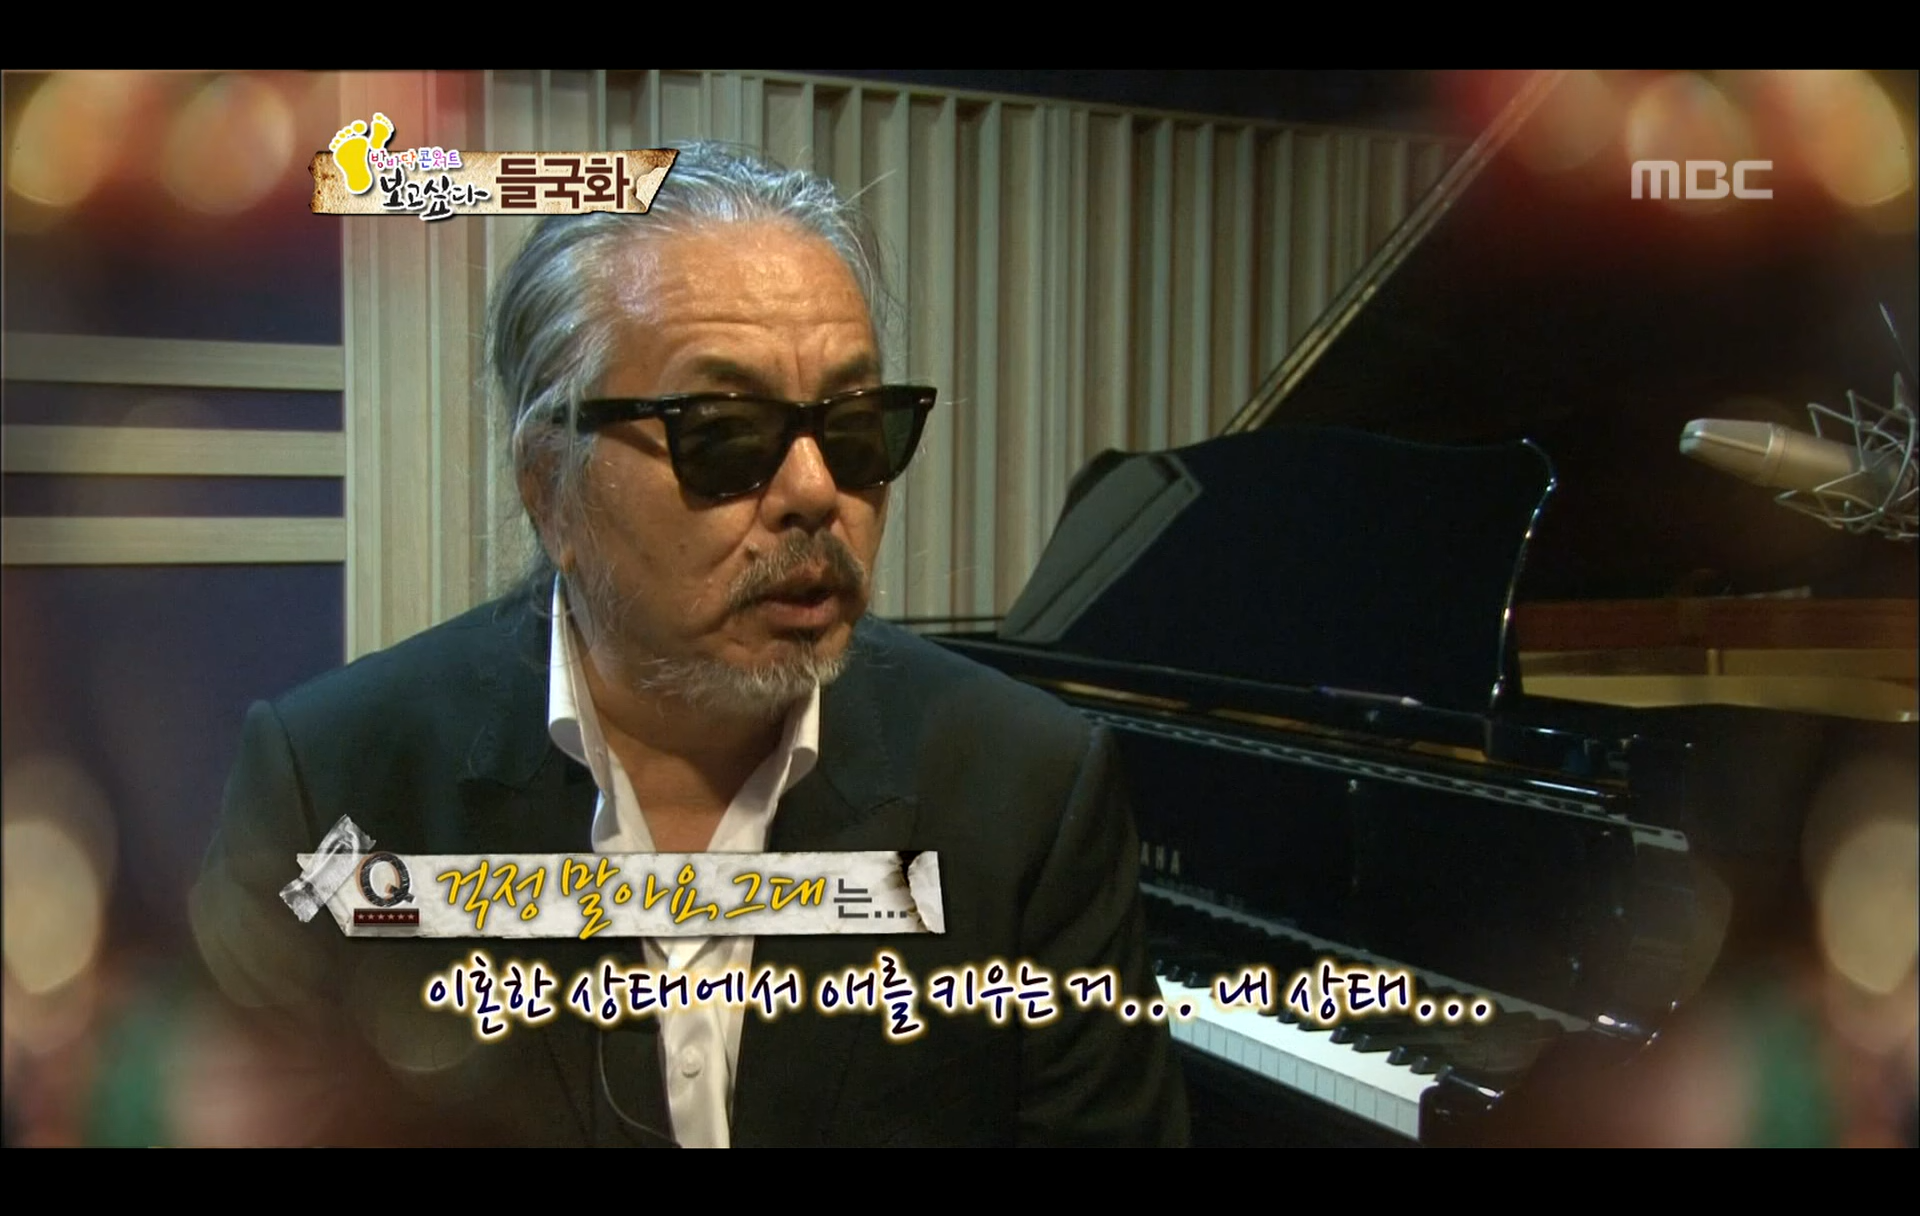 방바닥 콘서트
보고싶다 들국화
MBC
Q 걱정 말아요, 그대는...
이혼한 상태에서 애를 키우는 거... 내 상태...
AHA